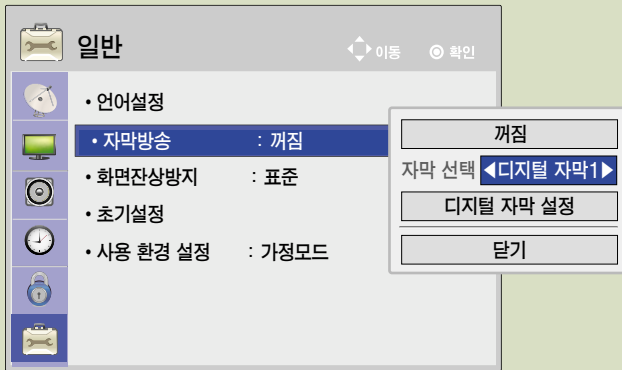 일반
이동 ◉ 확인
• 언어설정
• 자막방송 : 꺼짐
• 화면잔상방지 : 표준
• 초기설정
• 사용 환경 설정 : 가정모드
꺼짐
자막 선택 ◀디지털 자막1▶
디지털 자막 설정
닫기